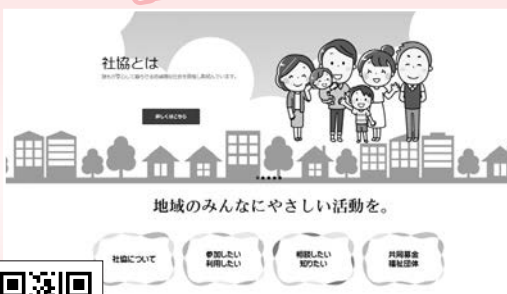 社協とは
詳しくはこちら
地域のみんなにやさしい活動を。
社協について
参加したい
利用したい
相談したい
知りたい
共同募金
福祉団体